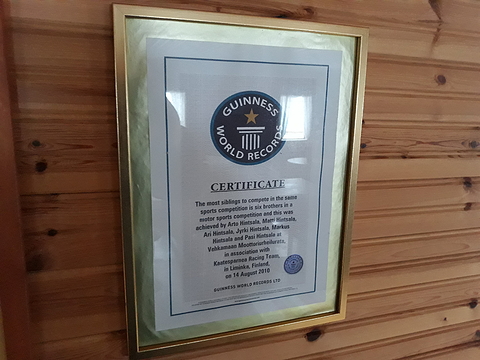 GUINNESS
WORLD RECORDS
CERTIFICATE
The most siblings to compete in the same
sports competition is six brothers in a
motor sports competition and this was
achieved by Arto Hintsala, Matti Hintsala,
Ari Hintsala, Jyrki Hintsala, Markus
Hintsala and Pasi Hintsala at
Vehkamaan Moottoriurheilurata,
in association with
Kaatesparnea Racing Team,
in Liminka, Finland,
on 14 August 2010
GUINNESS WORLD RECORDS LTD